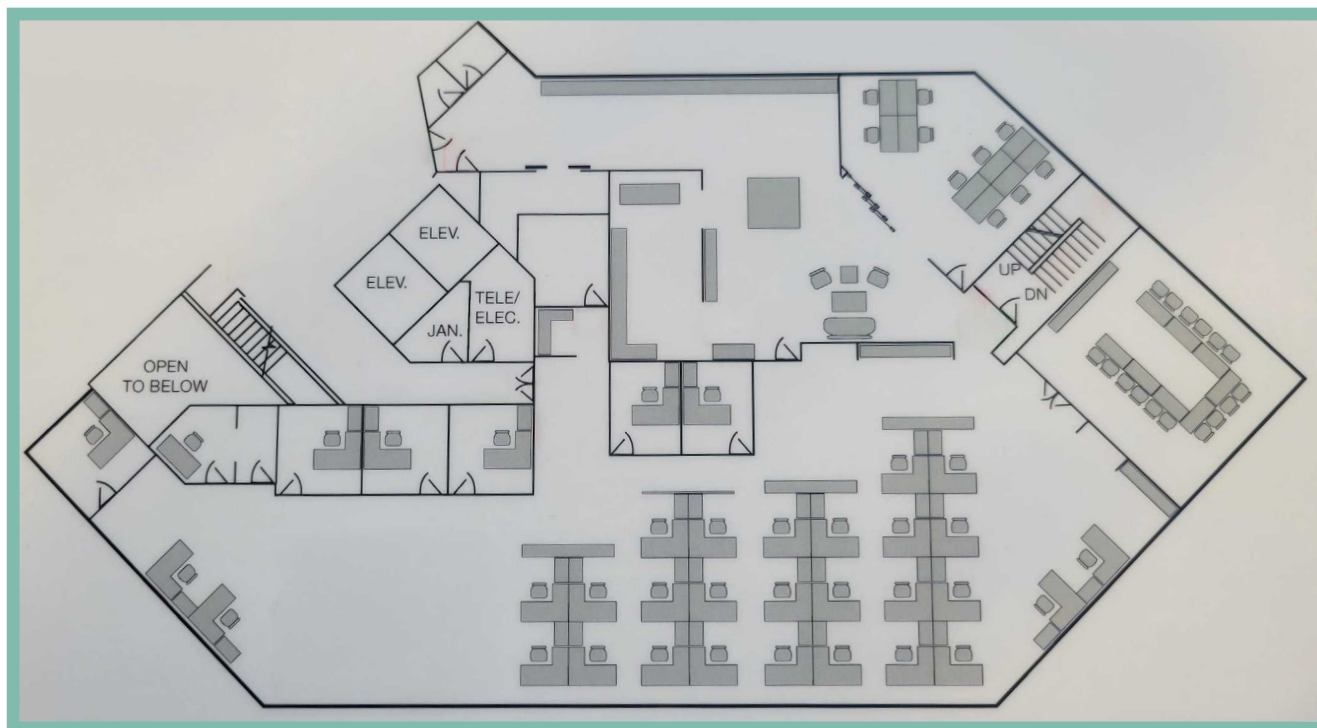 ELEV.
ELEV.
TELE/
ELEC.
JAN.
UP
DN
OPEN
TO BELOW